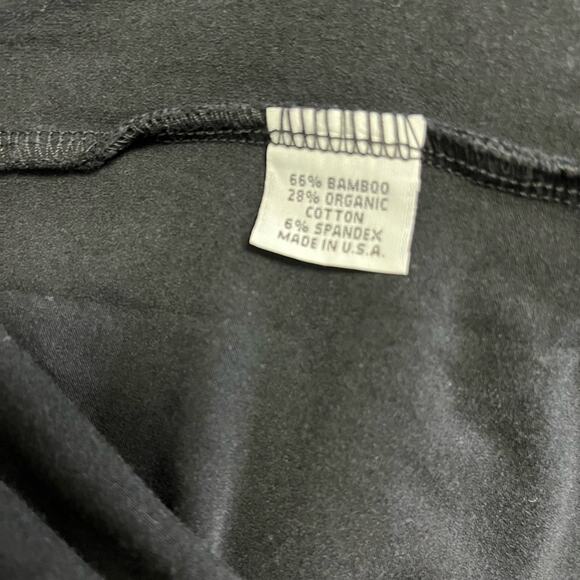 66% BAMBOO
28% ORGANIC
COTTON
6% SPANDEX
MADE IN U.S.A.